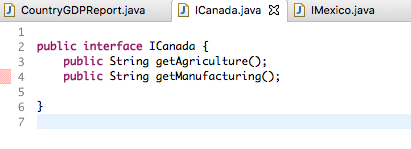 CountryGDPReport.java ICanada.java IMexico.java
1
2 public interface ICanada {
3 public String getAgriculture();
4 public String getManufacturing();
5
6 }
7